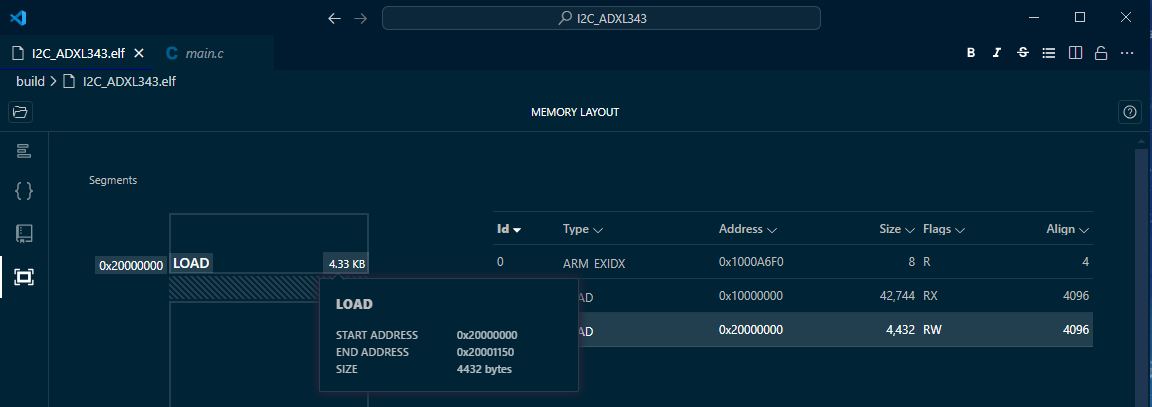 I2C_ADXL343
I2C_ADXL343.elf main.c
build > I2C_ADXL343.elf
MEMORY LAYOUT
Segments
Id Type Address Size Flags Align
0x20000000 LOAD 4.33 KB
0 ARM_EXIDX 0x1000A6F0 8 R 4
AD 0x10000000 42,744 RX 4096
AD 0x20000000 4,432 RW 4096
LOAD
START ADDRESS 0x20000000
END ADDRESS 0x20001150
SIZE 4432 bytes